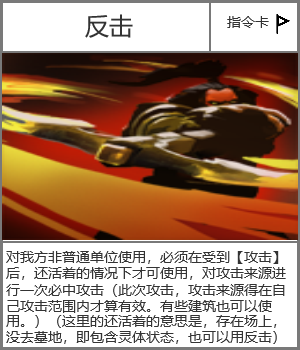 反击
指令卡
对我方非普通单位使用，必须在受到【攻击】
后，还活着的情况下才可使用，对攻击来源进
行一次必中攻击（此次攻击，攻击来源得在自
己攻击范围内才算有效。有些建筑也可以使
用。）（这里的还活着的意思是，存在场上，
没去墓地，即包含灵体状态，也可以用反击）